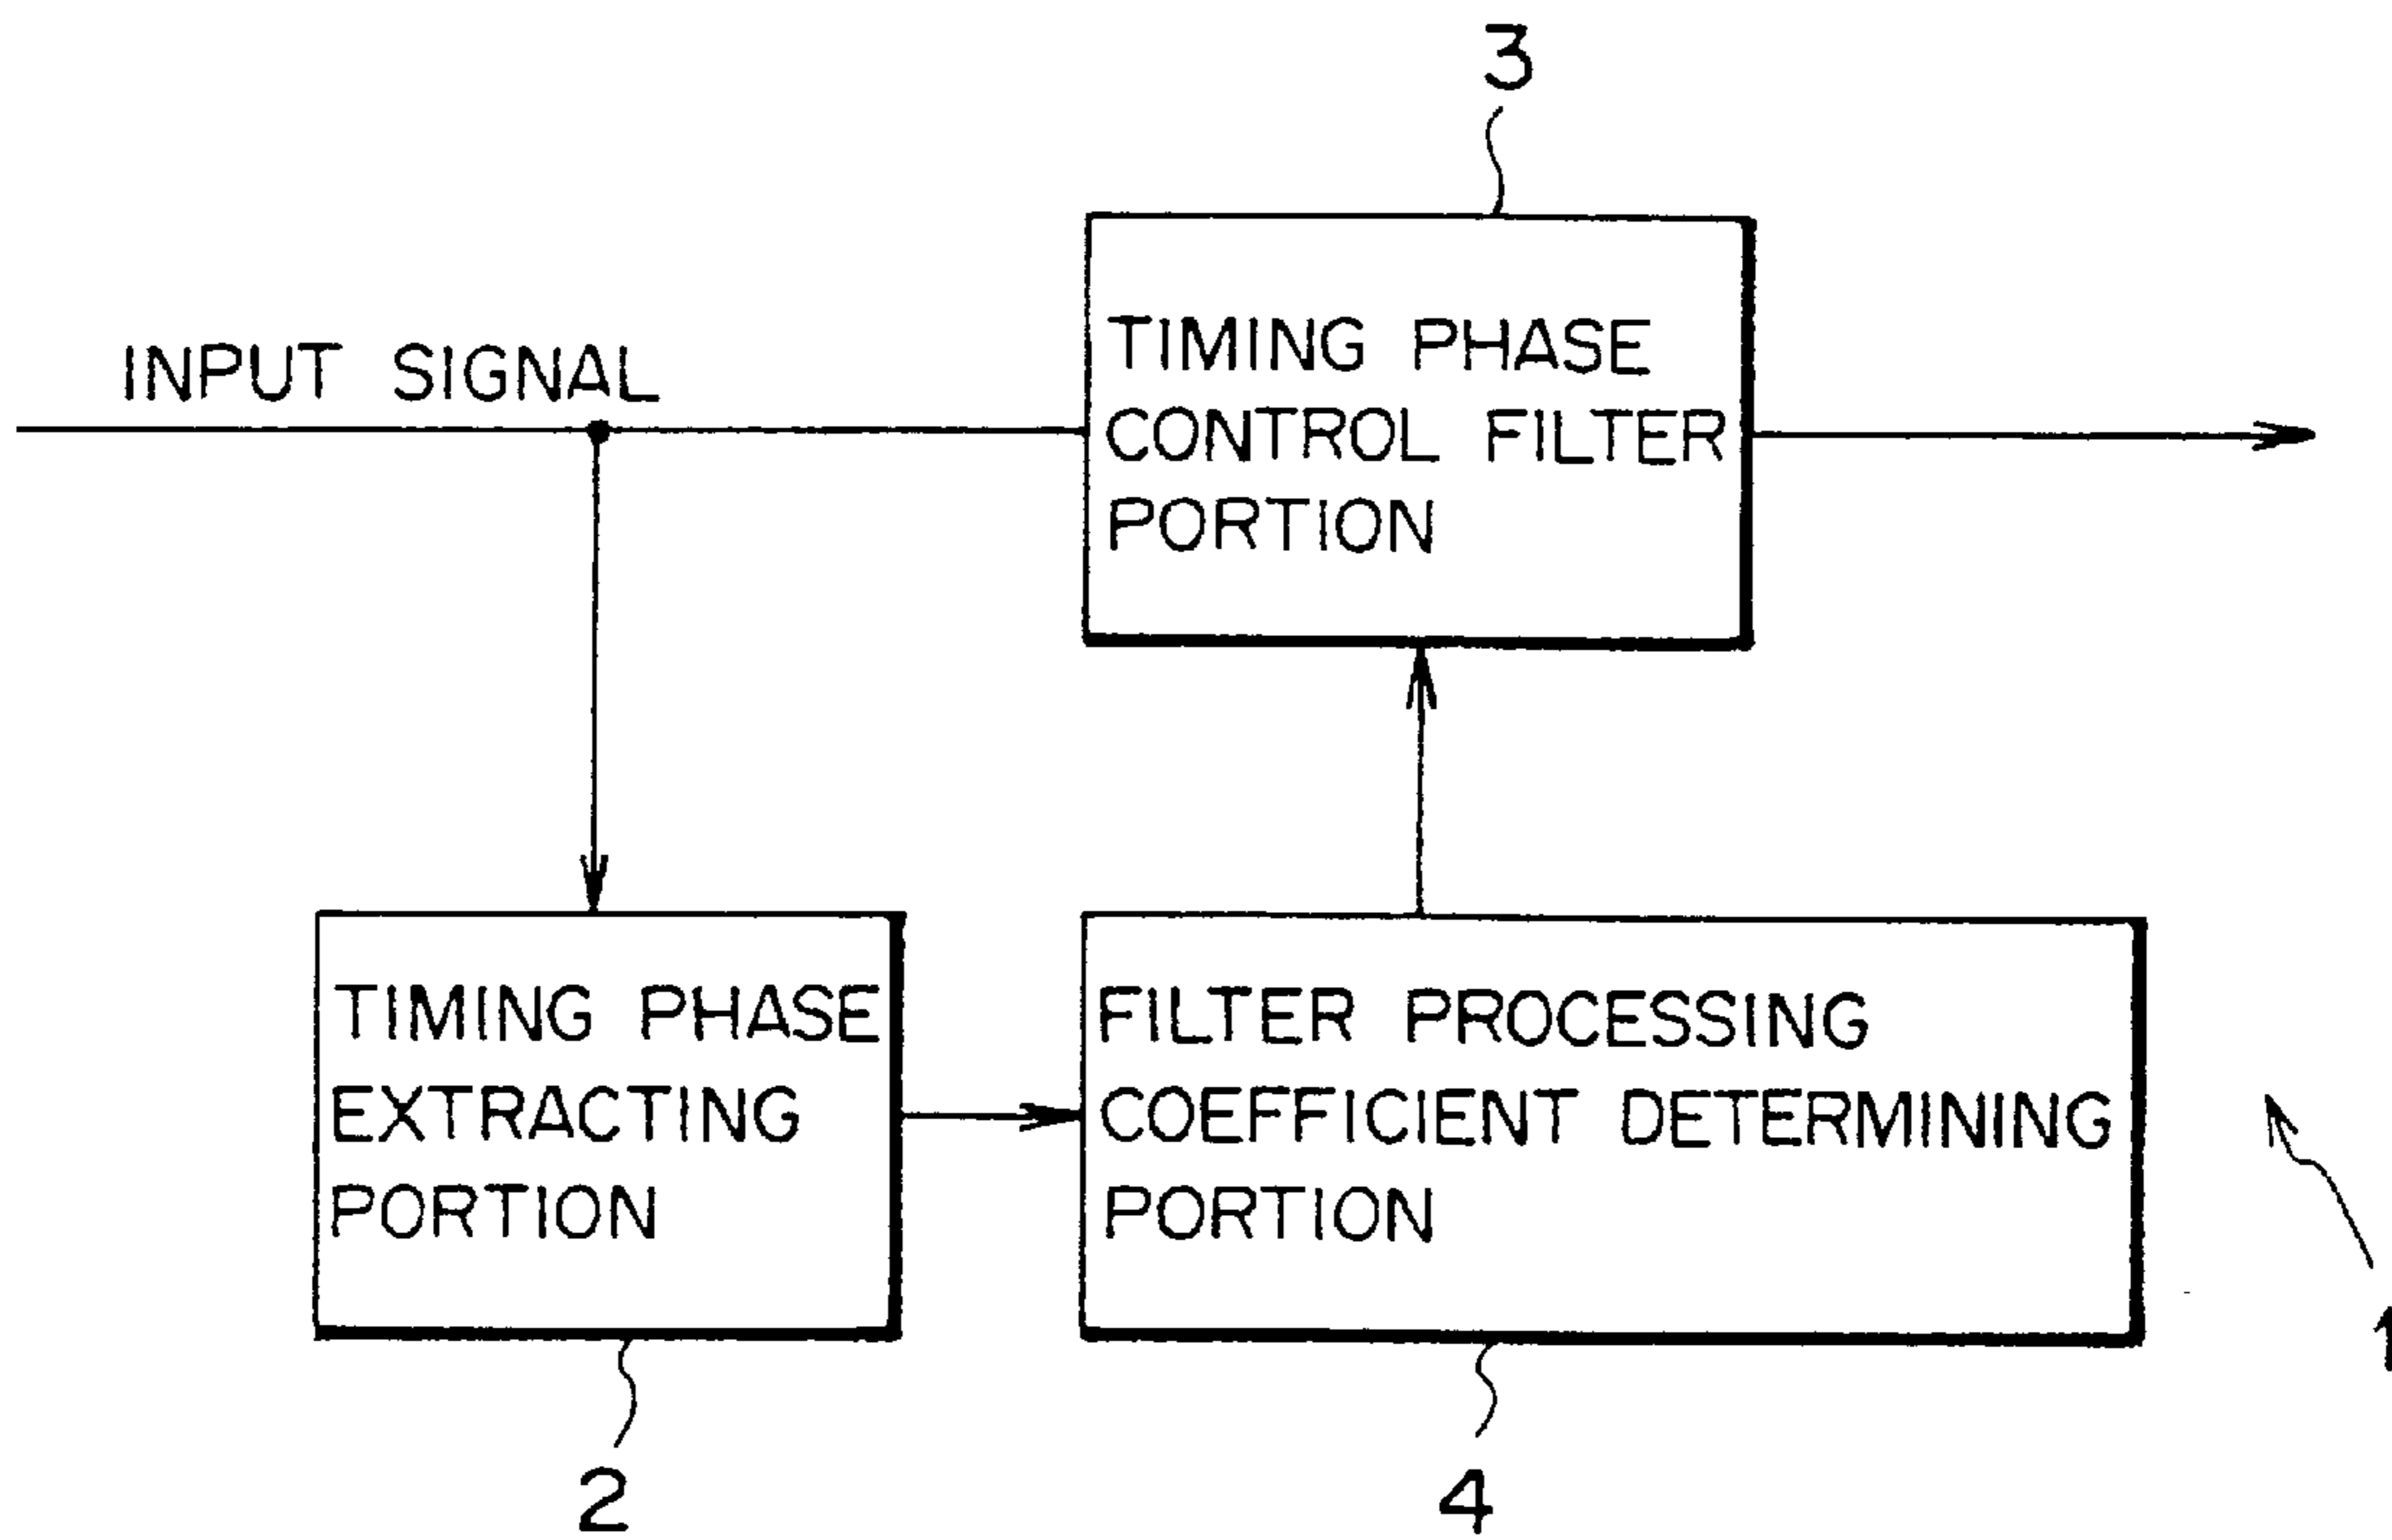 3
INPUT SIGNAL
TIMING PHASE
CONTROL FILTER
PORTION
TIMING PHASE
EXTRACTING
PORTION
FILTER PROCESSING
COEFFICIENT DETERMINING
PORTION
1
2
4